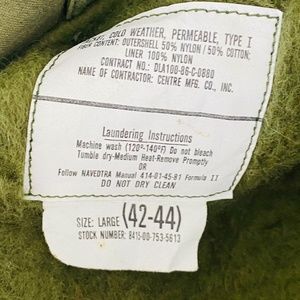 COLD WEATHER, PERMEABLE, TYPE I
FIBER CONTENT: OUTERSHELL 50% NYLON/50% COTTON;
LINER 100% NYLON
CONTRACT NO: DLA100-86-C-0880
NAME OF CONTRACTOR: CENTRE MFG. CO., INC.
Laundering Instructions
Machine wash (120°-140°F) Do not bleach
Tumble dry-Medium Heat-Remove Promptly
OR
Follow NAVEDTRA Manual 414-01-45-81 Formula II
DO NOT DRY CLEAN
SIZE: LARGE (42-44)
STOCK NUMBER: 8415-00-753-5613